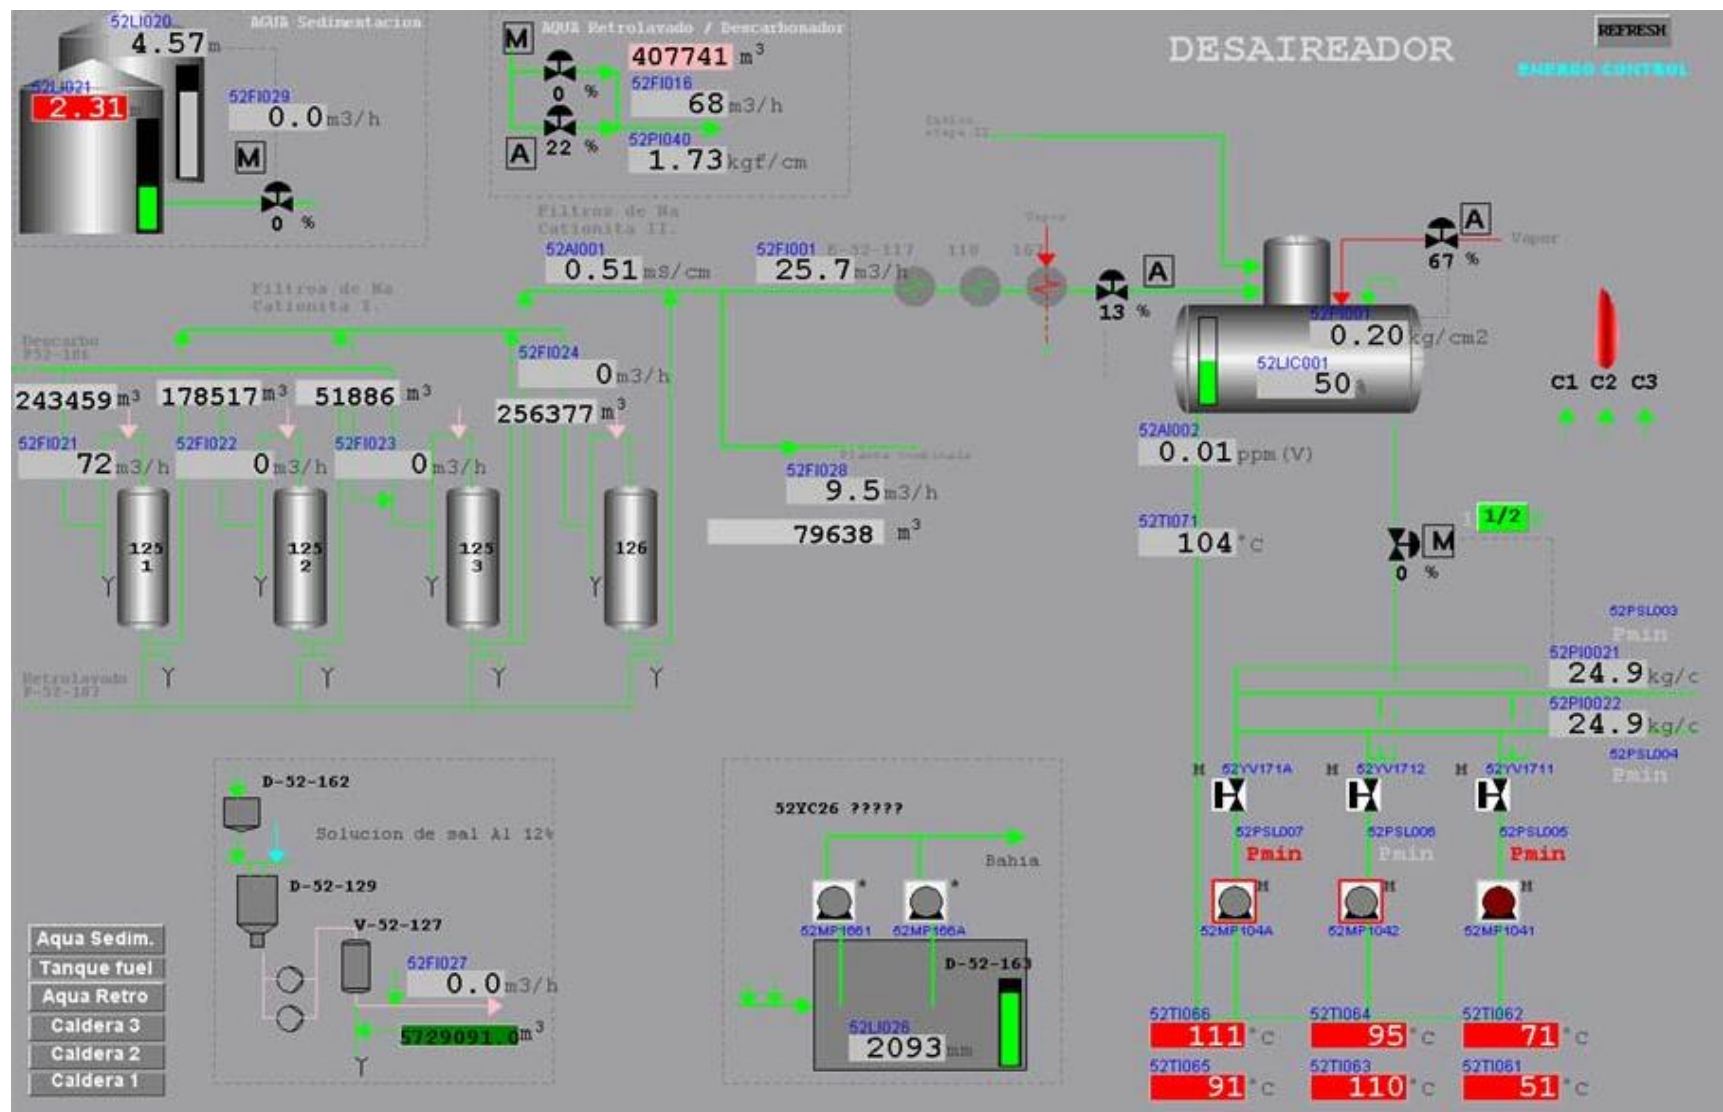 52LI020
AGUA Sedimentacion
4.57 m
52LI021
2.31
52FI029
0.0 m3/h
M
0 %
M
AQUA Retrolavado / Descarbonador
407741 m³
0 %
52FI016
68 m3/h
52PI040
A
22 %
1.73 kgf/cm
DESAIREADOR
REFRESH
ENERGO CONTROL
Filtros de Na
Cationita II.
52AI001
0.51 mS/cm
52FI001
25.7 m3/h
117
Vapor
A
13 %
A
Vapor
67 %
0.20 kg/cm2
52LIC001
50
C1 C2 C3
Filtros de Na
Cationita I.
Descarbo
P52-186
243459 m³
178517 m³
51886 m³
52FI024
0 m3/h
256377 m³
52FI021
72 m3/h
52FI022
0 m3/h
52FI023
0 m3/h
125
1
125
2
125
3
126
Retrolavado
P-52-187
52FI028
9.5 m3/h
79638 m³
52AI002
0.01 ppm(V)
52TI071
104 °C
1/2
M
0 %
52PSL003
Pmin
52PI0021
24.9 kg/c
52PI0022
24.9 kg/c
52PSL004
Pmin
M 52YV171A
M 52YV1712
M 52YV1711
52PSL007
Pmin
52PSL006
Pmin
52PSL005
Pmin
M
M
M
52MP104A
52MP1042
52MP1041
52TI066
111 °C
52TI064
95 °C
52TI062
71 °C
52TI065
91 °C
52TI063
110 °C
52TI061
51 °C
D-52-162
Solucion de sal Al 12%
D-52-129
V-52-127
52FI027
0.0 m3/h
5729091.0 m³
52YC26 ?????
Bahia
* *
52MP1661
52MP166A
D-52-163
52LI026
2093 mm
Aqua Sedim.
Tanque fuel
Aqua Retro
Caldera 3
Caldera 2
Caldera 1